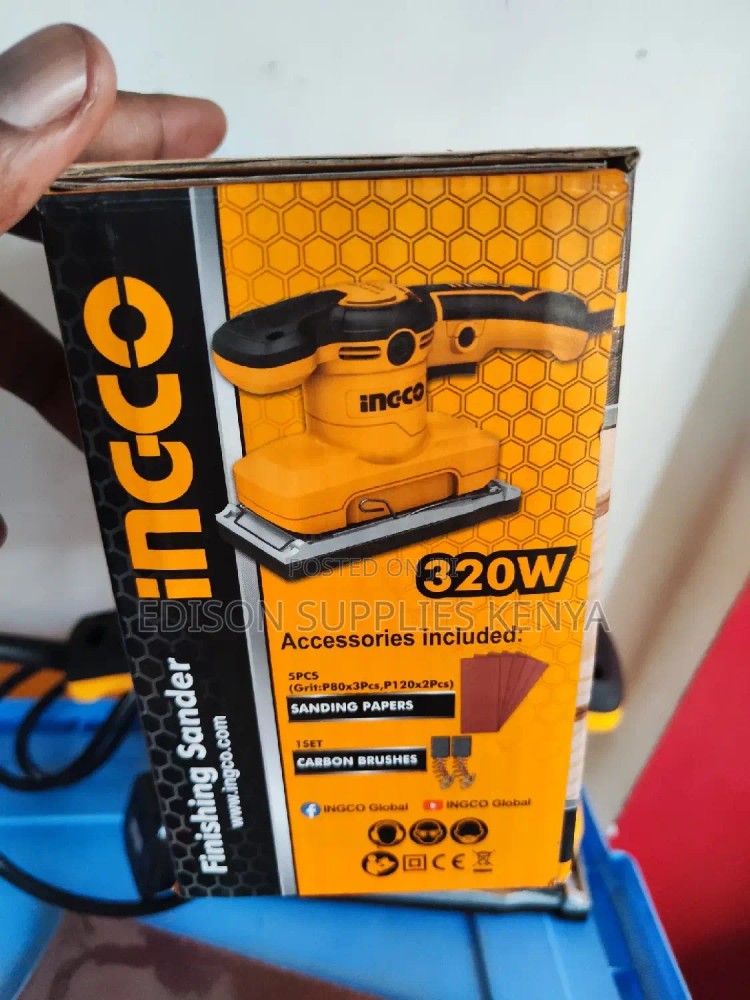 INGCO
Finishing Sander
www.ingco.com
INGCO
INGCO
320W
POSTED ON
EDISON SUPPLIES KENYA
Accessories included:
5PCS
(Grit:P80x3Pcs,P120x2Pcs)
SANDING PAPERS
1SET
CARBON BRUSHES
INGCO Global
INGCO Global
CE